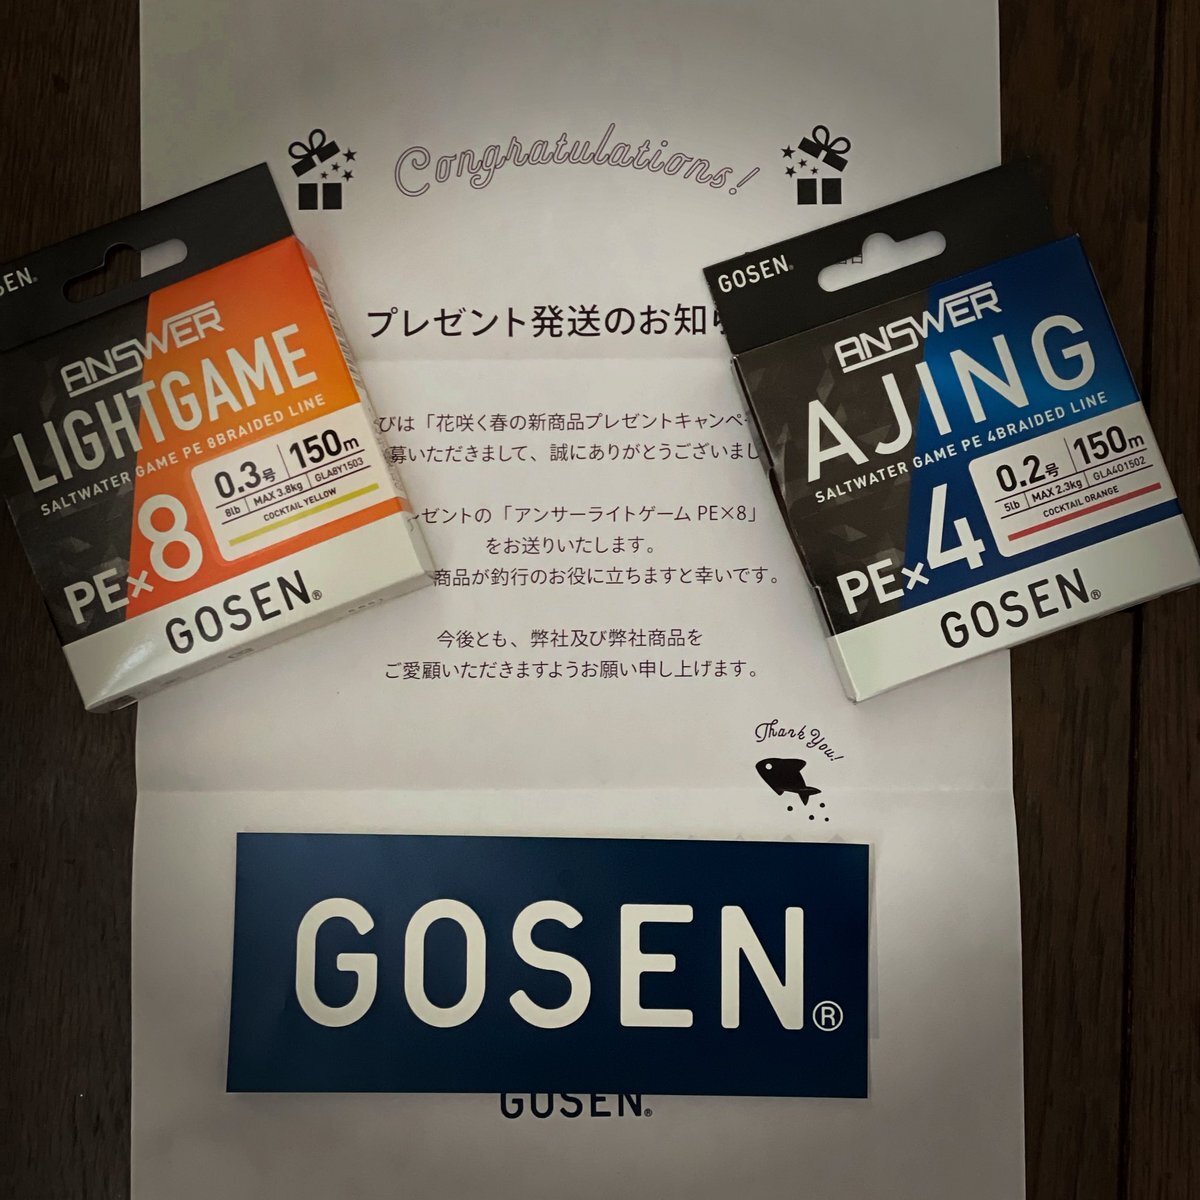 Congratulations!
プレゼント発送のお知
びは「花咲く春の新商品プレゼントキャンペ
募いただきまして、誠にありがとうございまし
ゼントの「アンサーライトゲーム PE×8」
をお送りいたします。
商品が釣行のお役に立ちますと幸いです。
今後とも、弊社及び弊社商品を
ご愛顧いただきますようお願い申し上げます。
Thank You!
GOSEN®
ANSWER
LIGHTGAME
SALTWATER GAME PE 8BRAIDED LINE
0.3号 150m
8lb MAX 3.8kg GLA8Y1503
COCKTAIL YELLOW
PE×8
GOSEN®
GOSEN®
ANSWER
AJING
SALTWATER GAME PE 4BRAIDED LINE
0.2号 150m
5lb MAX 2.3kg GLA401502
COCKTAIL ORANGE
PE×4
GOSEN®
GOSEN®
GOSEN®